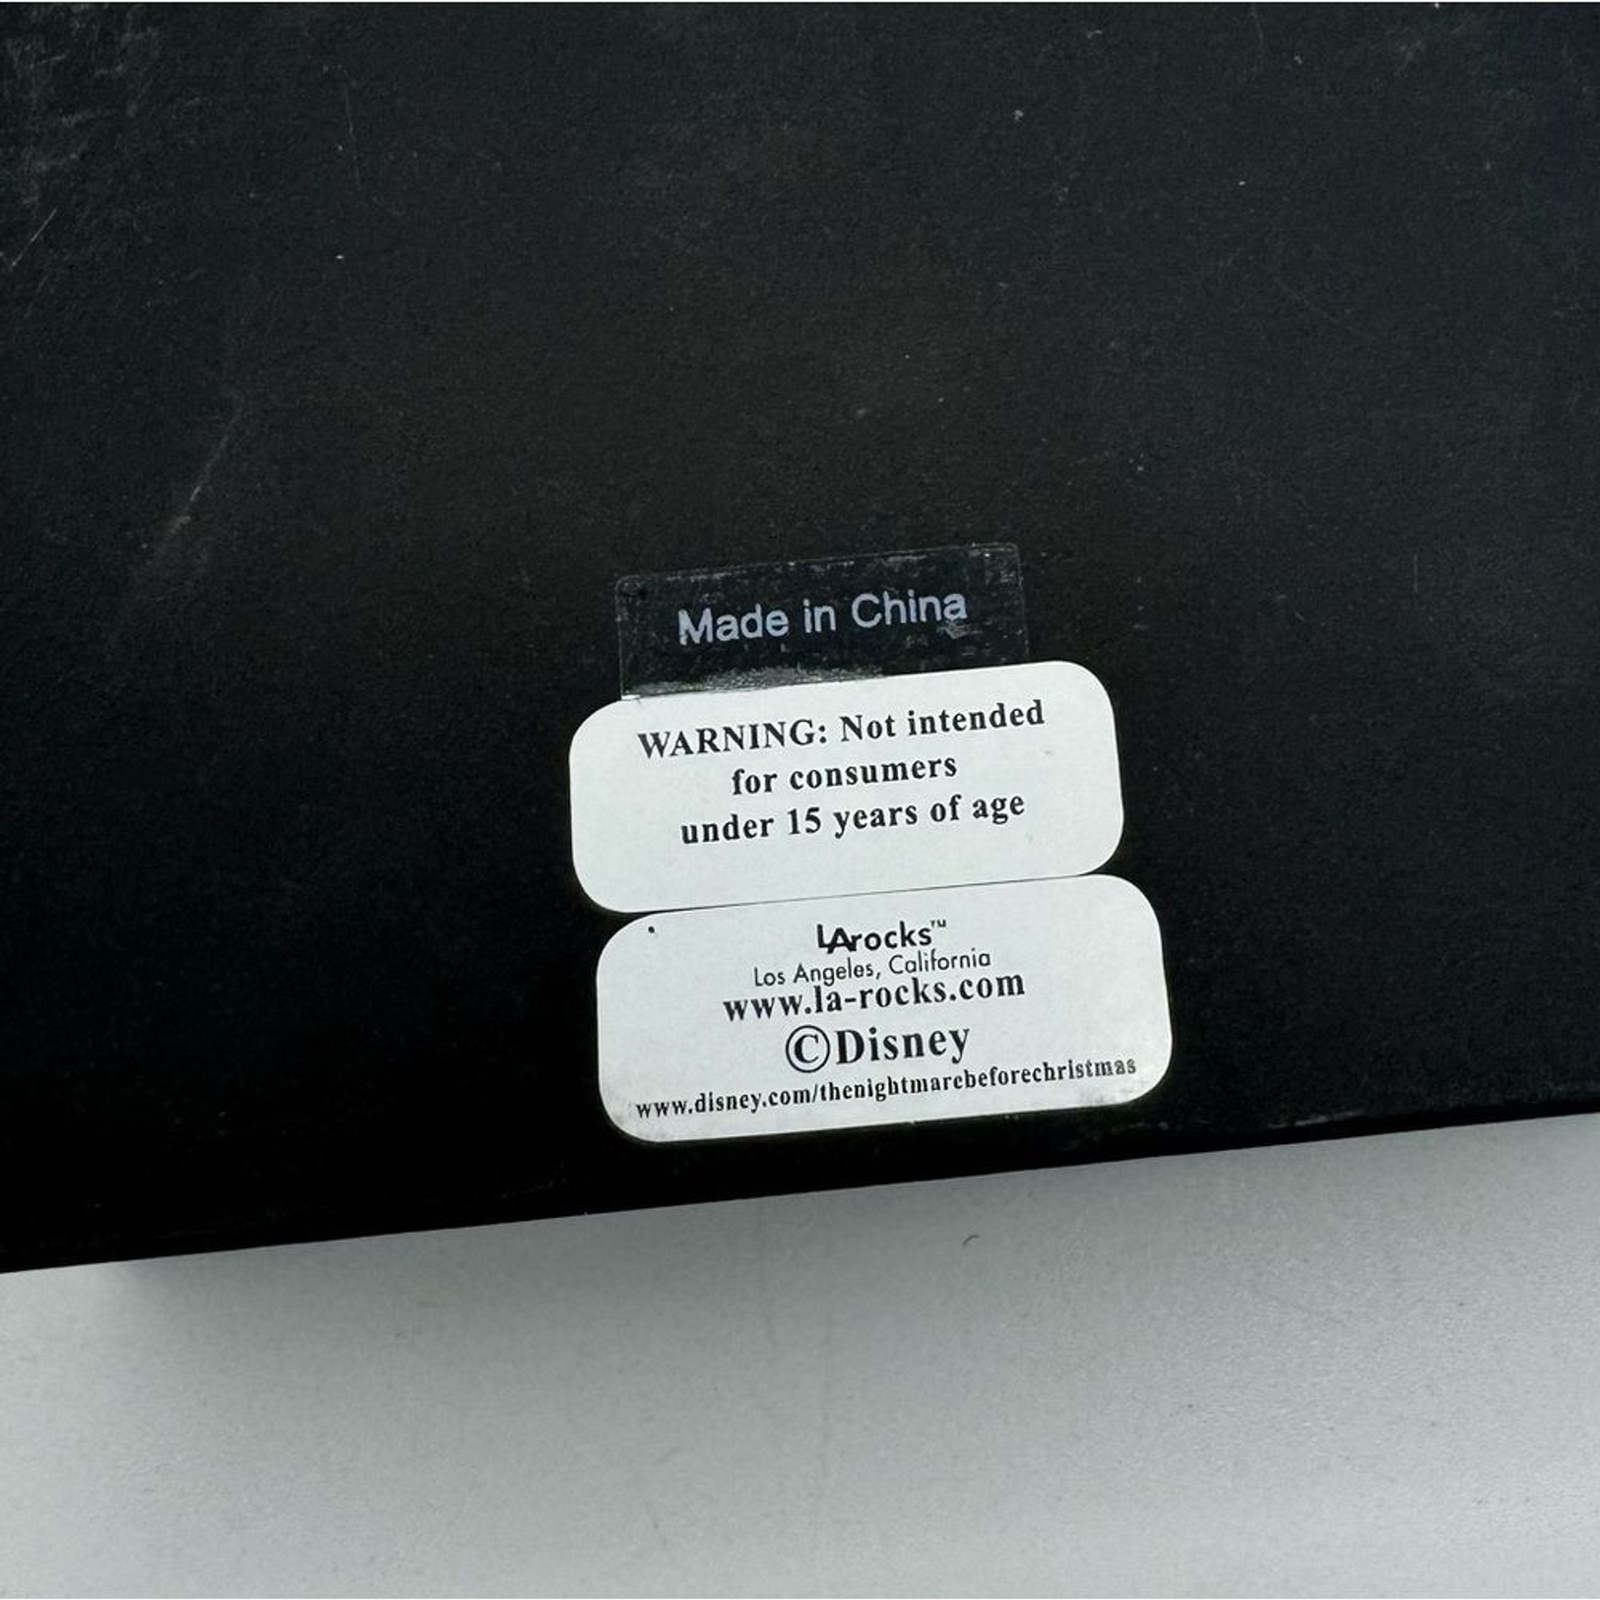 Made in China
WARNING: Not intended
for consumers
under 15 years of age
LArocks™
Los Angeles, California
www.la-rocks.com
©Disney
www.disney.com/thenightmarebeforechristmas